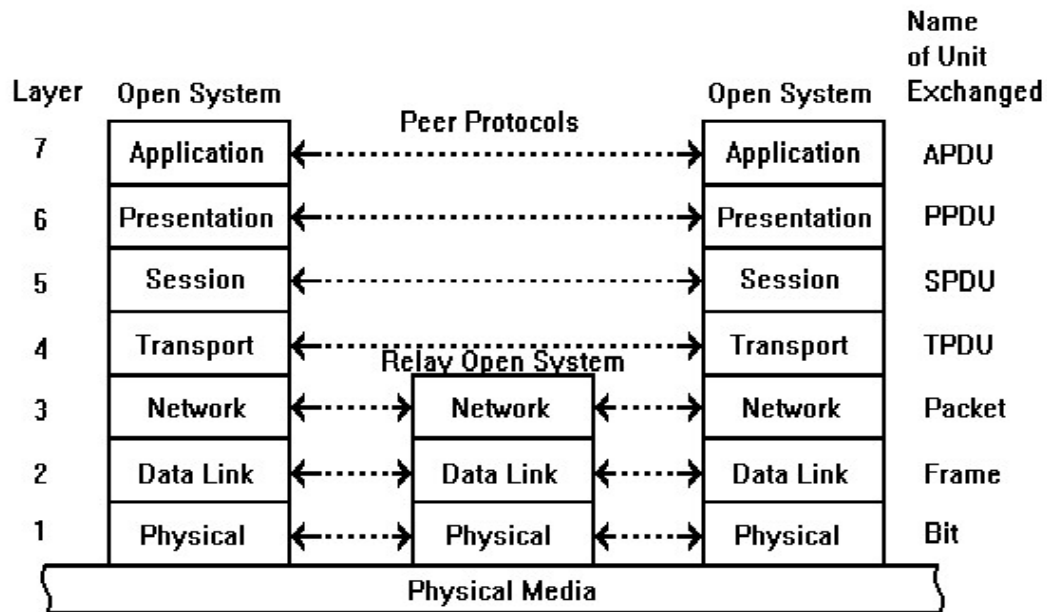 Name
of Unit
Layer Open System Open System Exchanged
Peer Protocols
7 Application Application APDU
6 Presentation Presentation PPDU
5 Session Session SPDU
4 Transport Transport TPDU
Relay Open System
3 Network Network Network Packet
2 Data Link Data Link Data Link Frame
1 Physical Physical Physical Bit
Physical Media